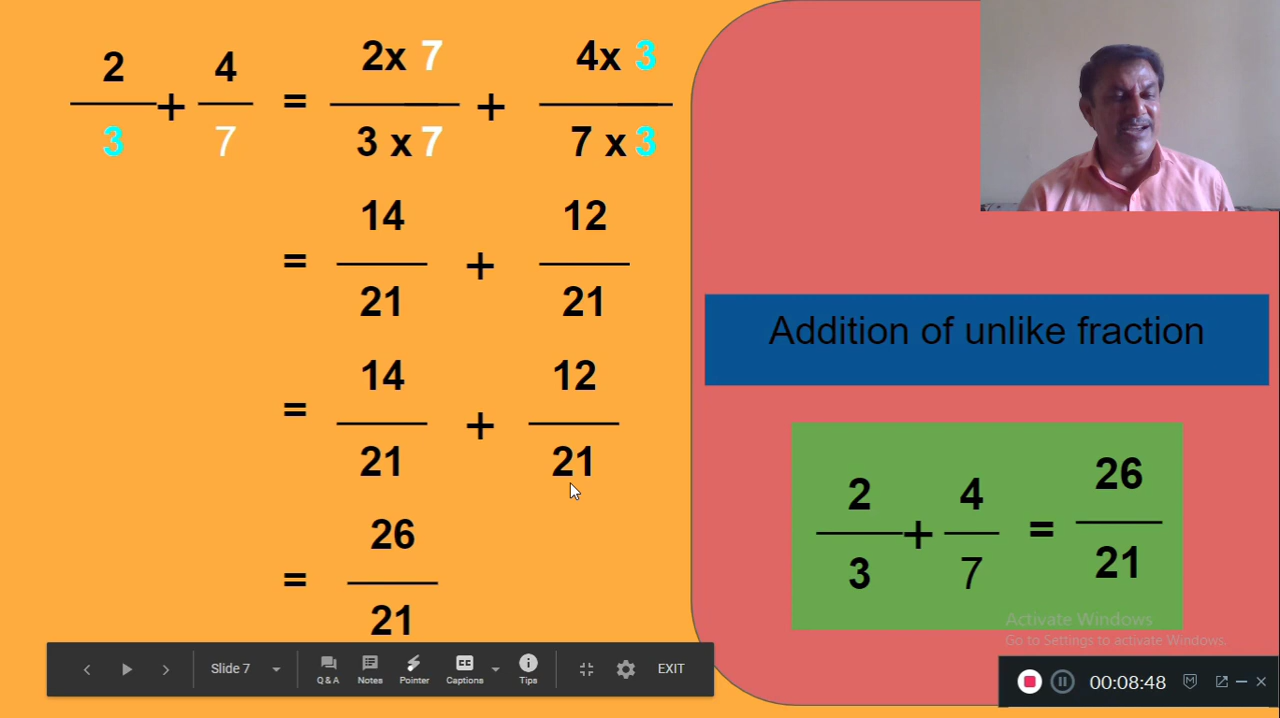 2/3 + 4/7 = 2x 7/3 x 7 + 4x 3/7 x 3
= 14/21 + 12/21
= 14/21 + 12/21
= 26/21
Addition of unlike fraction
2/3 + 4/7 = 26/21
Activate Windows
Go to Settings to activate Windows.
Slide 7
Q & A
Notes
Pointer
CC
Captions
Tips
EXIT
00:08:48